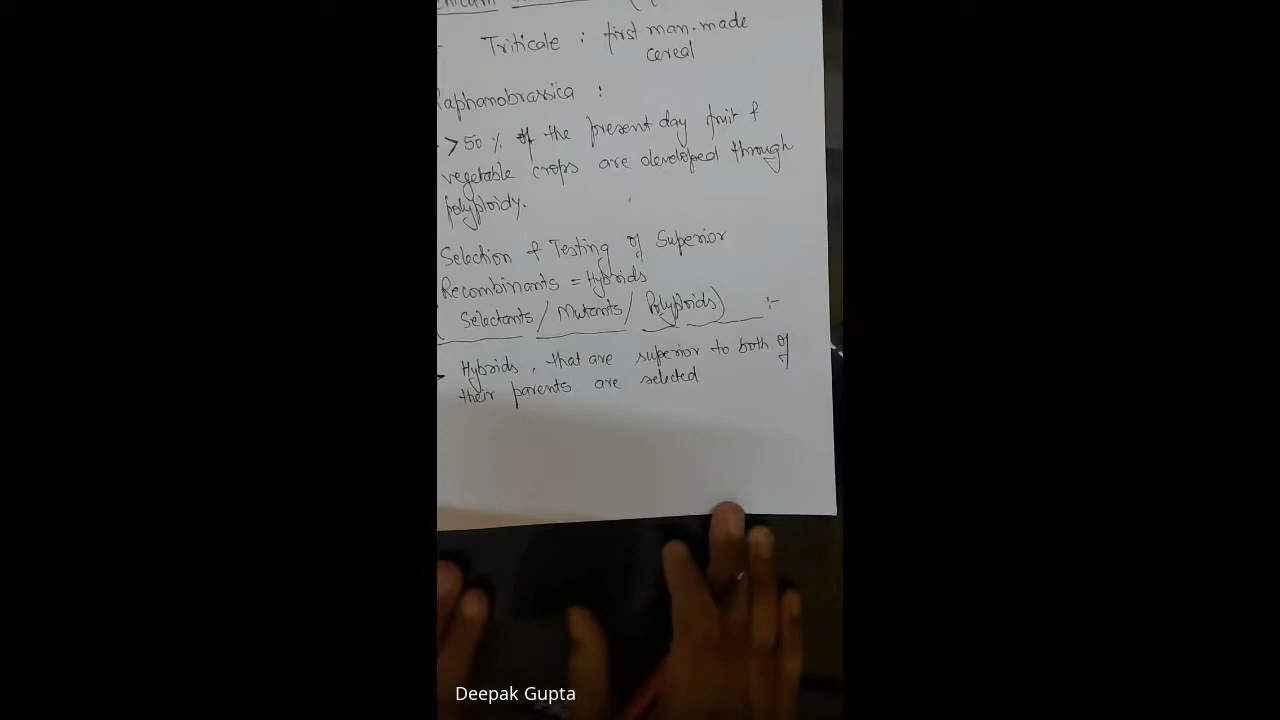 - Triticale : first man-made
cereal
Raphanobrassica :
- >50 % of the present day fruit &
vegetable crops are developed through
polyploidy.
Selection & Testing of Superior
Recombinants = Hybrids
( Selectants / Mutants / Polyploids) :-
> Hybrids, that are superior to both of
their parents are selected
Deepak Gupta